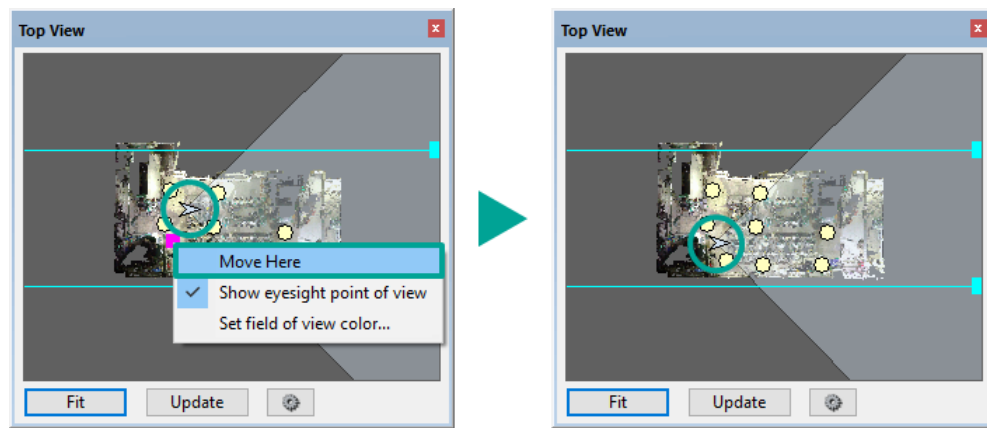 Top View
x
Move Here
Show eyesight point of view
Set field of view color...
Fit
Update
Top View
x
Fit
Update